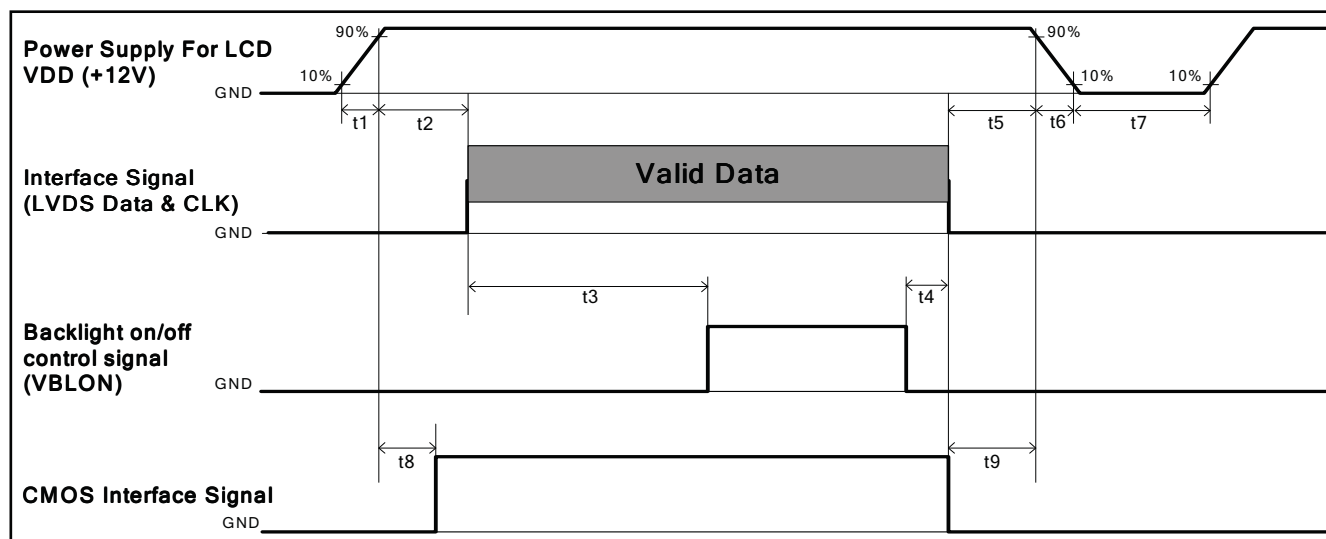 90%
90%
Power Supply For LCD
VDD (+12V)
10%
10%
10%
GND
t1
t2
t5
t6
t7
Valid Data
Interface Signal
(LVDS Data & CLK)
GND
t3
t4
Backlight on/off
control signal
(VBLON)
GND
t8
t9
CMOS Interface Signal
GND